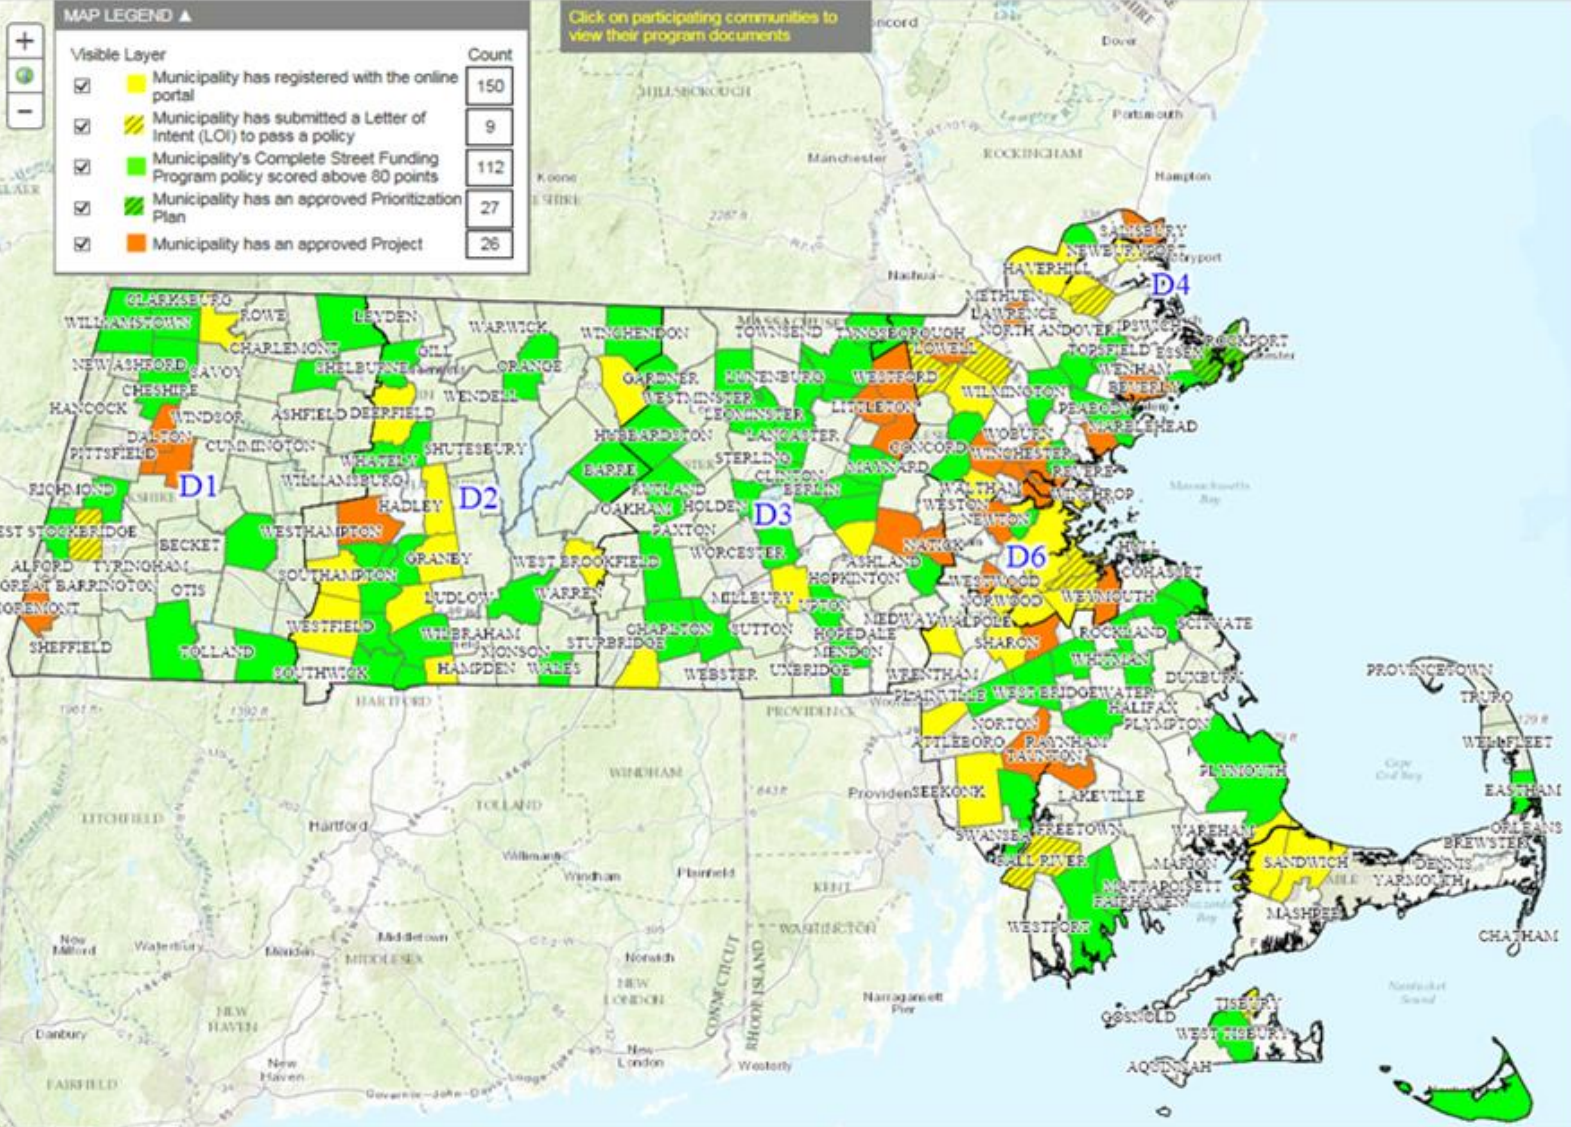 MAP LEGEND ▲
Visible Layer
Count
Municipality has registered with the online
portal
150
Municipality has submitted a Letter of
Intent (LOI) to pass a policy
9
Municipality's Complete Street Funding
Program policy scored above 80 points
112
Municipality has an approved Prioritization
Plan
27
Municipality has an approved Project
26
Click on participating communities to
view their program documents
Dover
HILLSBOROUGH
Portsmouth
Manchester
ROCKINGHAM
Keene
Hampton
2287 ft
Nashua
SALISBURY
NEWBURYPORT
HAVERHILL
D4
METHUEN
LAWRENCE
NORTH ANDOVER
IPSWICH
ROCKPORT
TOPSFIELD
ESSEX
WENHAM
BEVERLY
CLARKSBURG
WILLIAMSTOWN
ROWE
LEYDEN
WARWICK
WINCHENDON
TOWNSEND
TYNGSBOROUGH
LOWELL
CHARLEMONT
GILL
NEW ASHFORD
SAVOY
SHELBURNE
ORANGE
GARDNER
LUNENBURG
WESTFORD
WILMINGTON
CHESHIRE
WENDELL
WESTMINSTER
LEOMINSTER
LITTLETON
PEABODY
HANCOCK
WINDSOR
ASHFIELD
DEERFIELD
MARBLEHEAD
DALTON
CUMMINGTON
SHUTESBURY
HUBBARDSTON
LANCASTER
CONCORD
WOBURN
WINCHESTER
PITTSFIELD
WHATELY
BARRE
STERLING
MAYNARD
REVERE
WILLIAMSBURG
CLINTON
RICHMOND
D1
HADLEY
D2
RUTLAND
BERLIN
WALTHAM
WINTHROP
OAKHAM
HOLDEN
D3
WESTON
NEWTON
WESTHAMPTON
PAXTON
BECKET
WORCESTER
NATICK
D6
HULL
ALFORD
TYRINGHAM
GRANBY
WEST BROOKFIELD
ASHLAND
COHASSET
GREAT BARRINGTON
SOUTHAMPTON
HOPKINTON
WESTWOOD
OTIS
LUDLOW
WARREN
MILLBURY
UPTON
NORWOOD
WEYMOUTH
MEDWAY
WALPOLE
SCITUATE
WESTFIELD
WILBRAHAM
CHARLTON
SUTTON
HOPEDALE
SHARON
ROCKLAND
SHEFFIELD
TOLLAND
MONSON
STURBRIDGE
MENDON
WHITMAN
SOUTHWICK
HAMPDEN
WALES
WEBSTER
UXBRIDGE
WRENTHAM
DUXBURY
PLAINVILLE
WEST BRIDGEWATER
HALIFAX
PROVINCETOWN
TRURO
HARTFORD
PROVIDENCE
NORTON
PLYMPTON
1392 ft
ATTLEBORO
RAYNHAM
TAUNTON
WELLFLEET
WINDHAM
PLYMOUTH
Cape
Cod Bay
EASTHAM
TOLLAND
843 ft
SEEKONK
LAKEVILLE
LITCHFIELD
Hartford
SWANSEA
FREETOWN
WAREHAM
ORLEANS
BREWSTER
Willimantic
FALL RIVER
MARION
SANDWICH
DENNIS
YARMOUTH
Windham
Plainfield
KENT
MATTAPOISETT
FAIRHAVEN
WESTPORT
MASHPEE
CHATHAM
New
Milford
Waterbury
Meriden
Middletown
MIDDLESEX
WASHINGTON
Norwich
NEW
LONDON
CONNECTICUT
RHODE ISLAND
Narragansett
Pier
Nantucket
Sound
TISBURY
GOSNOLD
WEST TISBURY
AQUINNAH
NEW
HAVEN
Danbury
New
Haven
New
London
Westerly
FAIRFIELD